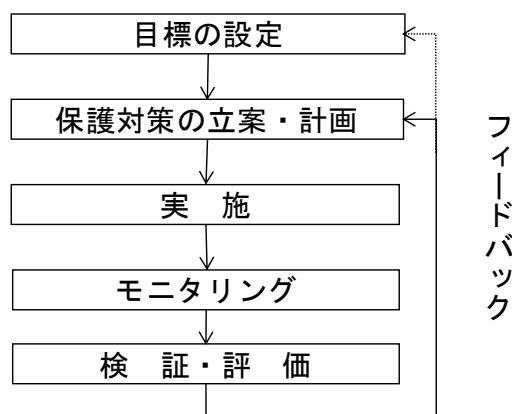 目標の設定
保護対策の立案・計画
実　施
モニタリング
検　証・評　価
フィードバック